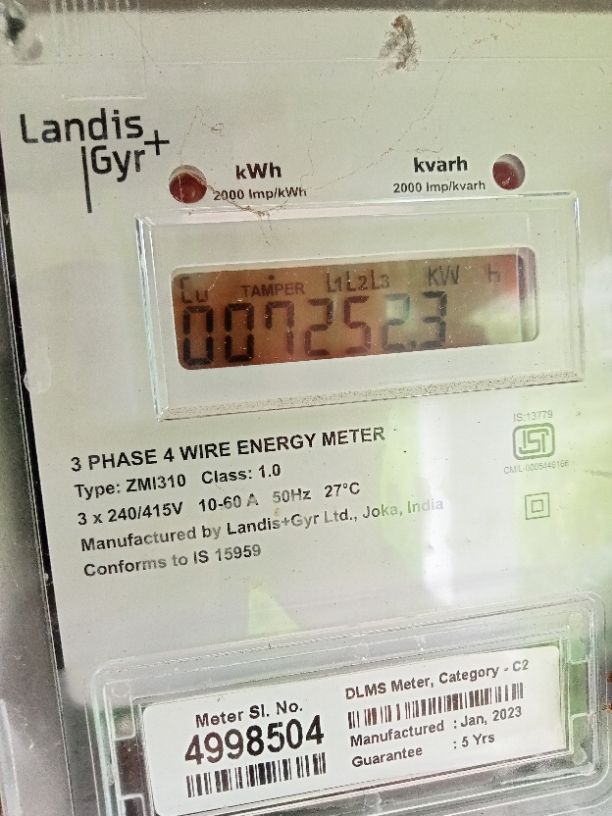 Landis
Gyr+
kWh
2000 Imp/kWh
kvarh
2000 Imp/kvarh
Cu TAMPER L1L2L3 KW h
007252.3
3 PHASE 4 WIRE ENERGY METER
Type: ZMI310 Class: 1.0
3 x 240/415V 10-60 A 50Hz 27°C
Manufactured by Landis+Gyr Ltd., Joka, India
Conforms to IS 15959
IS:13779
Meter Sl. No.
4998504
DLMS Meter, Category - C2
Manufactured : Jan, 2023
Guarantee : 5 Yrs